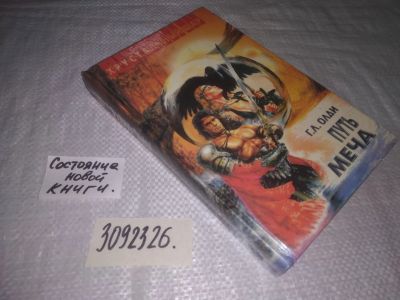 Г.Л. ОЛДИ
ПУТЬ
МЕЧА
Состояние
новой
книги.
3092326.